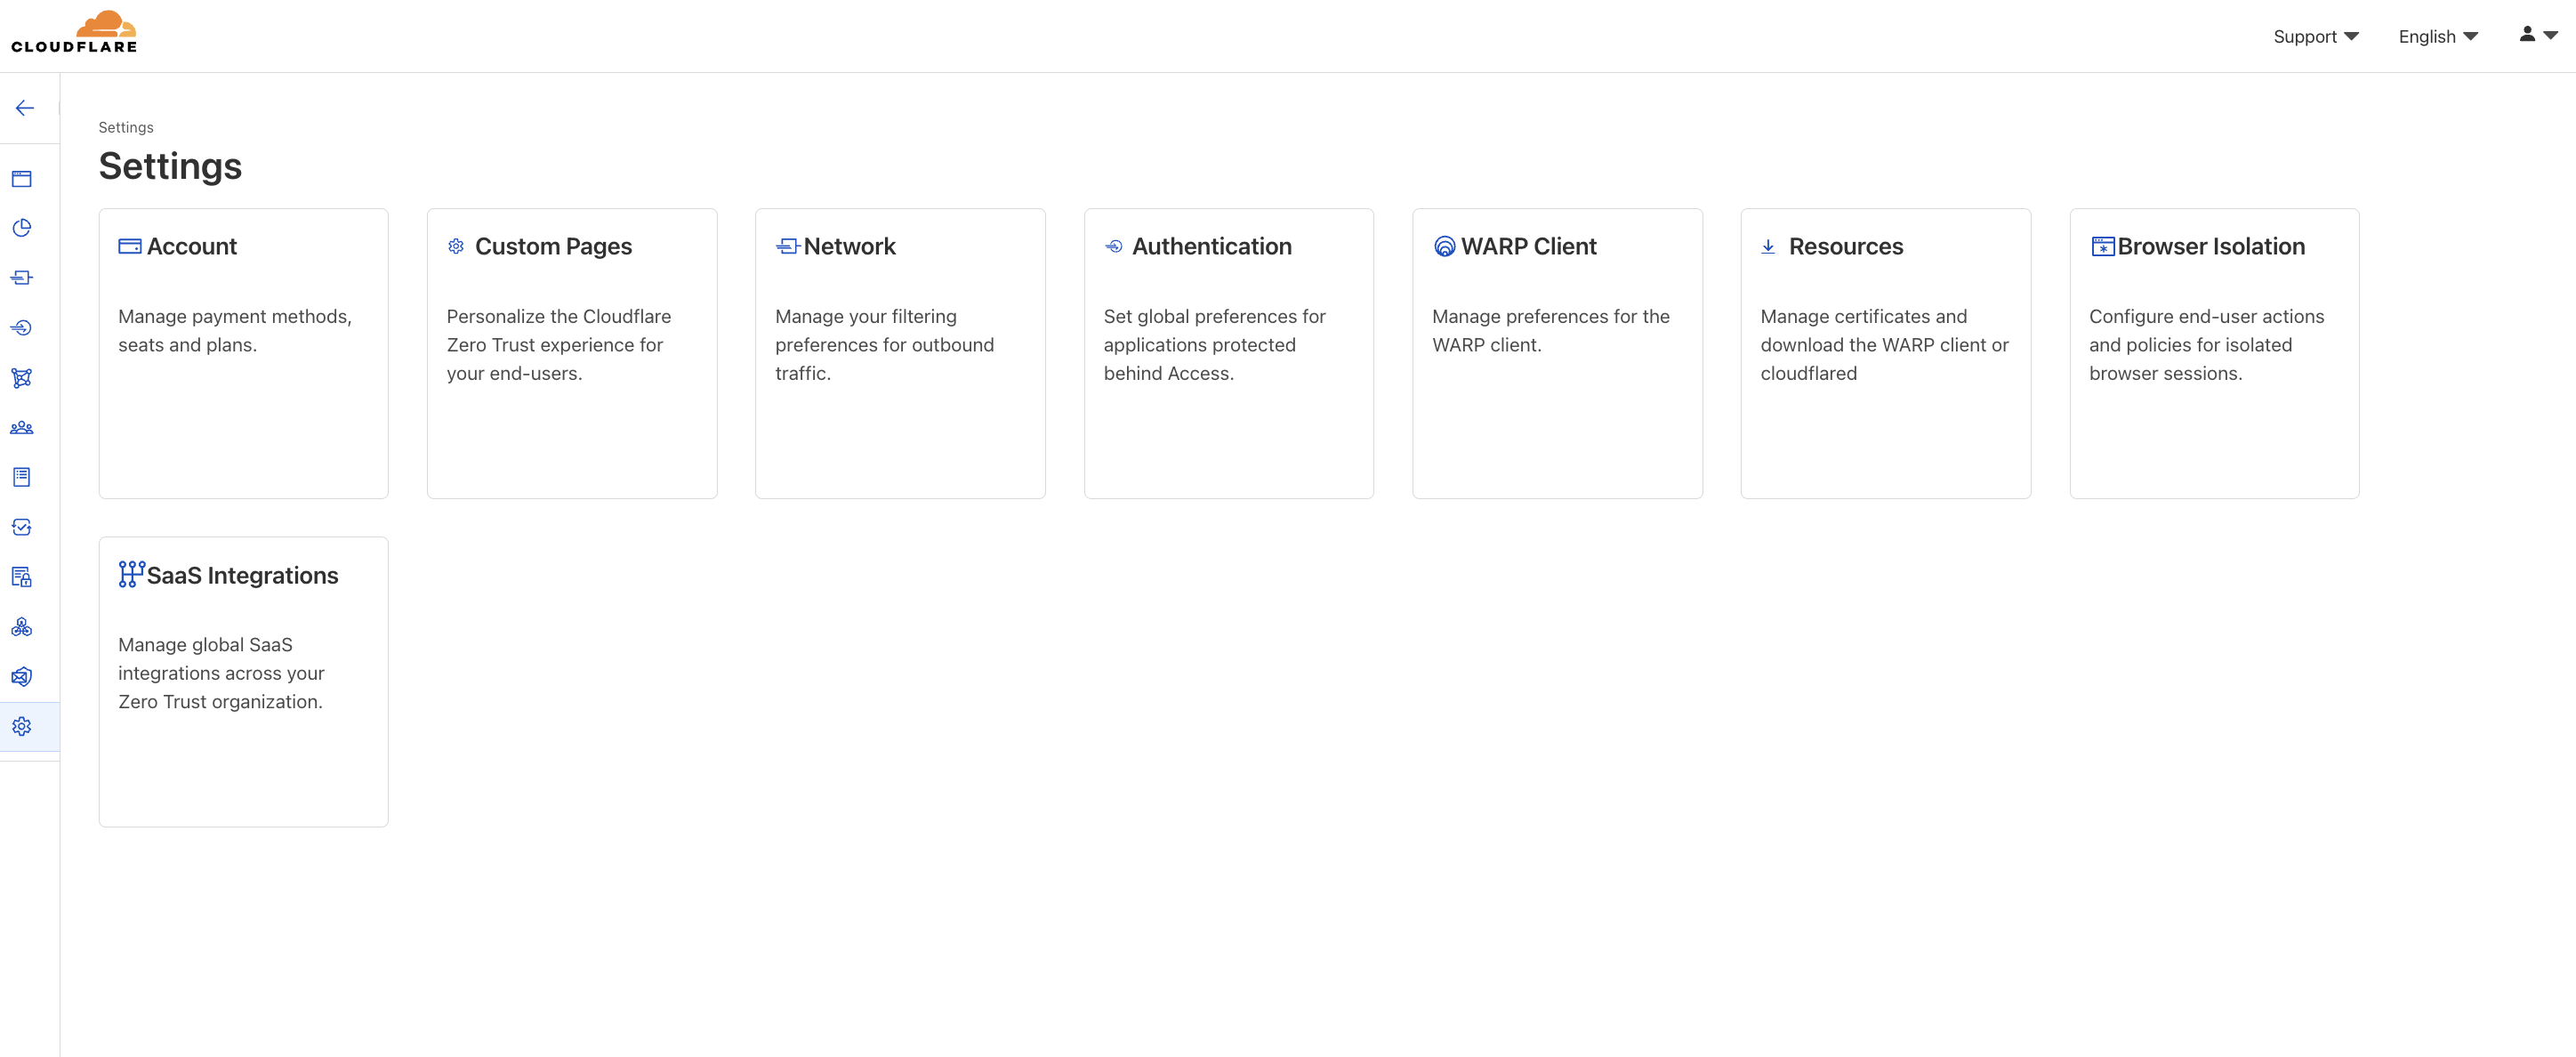 CLOUDFLARE
Support
English
Settings
Settings
Account
Manage payment methods,
seats and plans.
Custom Pages
Personalize the Cloudflare
Zero Trust experience for
your end-users.
Network
Manage your filtering
preferences for outbound
traffic.
Authentication
Set global preferences for
applications protected
behind Access.
WARP Client
Manage preferences for the
WARP client.
Resources
Manage certificates and
download the WARP client or
cloudflared
Browser Isolation
Configure end-user actions
and policies for isolated
browser sessions.
SaaS Integrations
Manage global SaaS
integrations across your
Zero Trust organization.